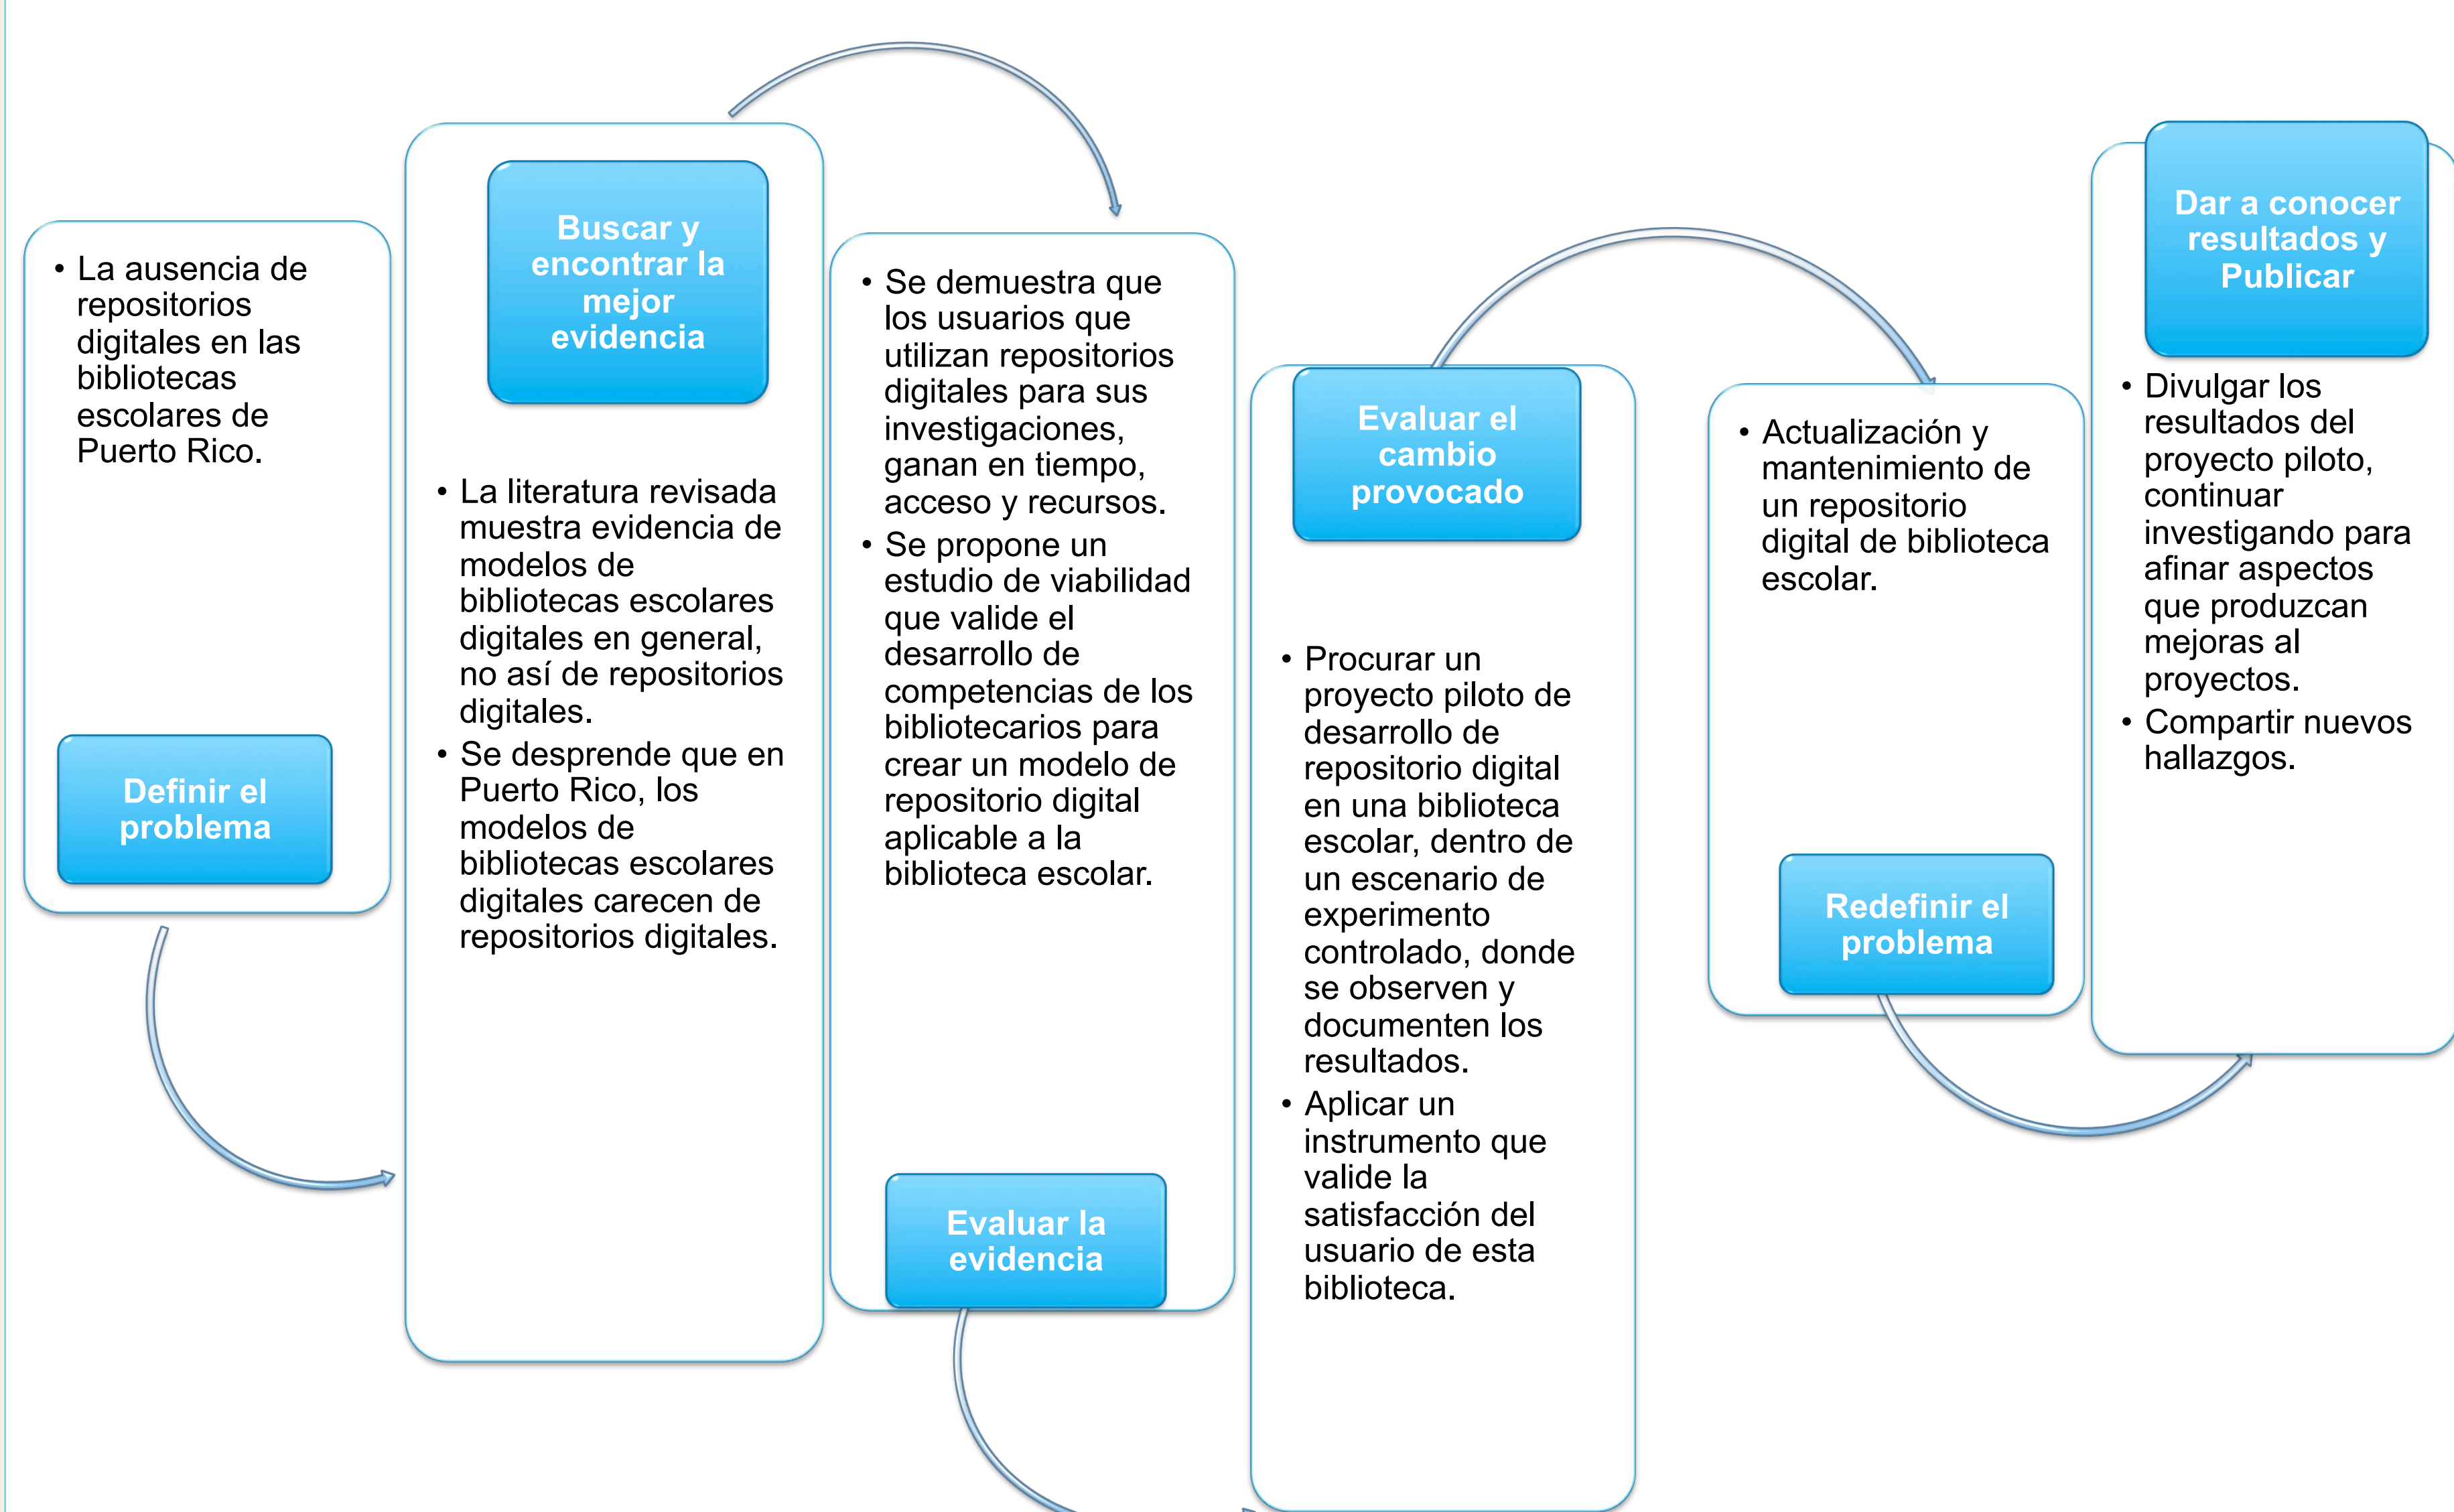 • La ausencia de
repositorios
digitales en las
bibliotecas
escolares de
Puerto Rico.
Definir el
problema
Buscar y
encontrar la
mejor
evidencia
• La literatura revisada
muestra evidencia de
modelos de
bibliotecas escolares
digitales en general,
no así de repositorios
digitales.
• Se desprende que en
Puerto Rico, los
modelos de
bibliotecas escolares
digitales carecen de
repositorios digitales.
• Se demuestra que
los usuarios que
utilizan repositorios
digitales para sus
investigaciones,
ganan en tiempo,
acceso y recursos.
• Se propone un
estudio de viabilidad
que valide el
desarrollo de
competencias de los
bibliotecarios para
crear un modelo de
repositorio digital
aplicable a la
biblioteca escolar.
Evaluar la
evidencia
Evaluar el
cambio
provocado
• Procurar un
proyecto piloto de
desarrollo de
repositorio digital
en una biblioteca
escolar, dentro de
un escenario de
experimento
controlado, donde
se observen y
documenten los
resultados.
• Aplicar un
instrumento que
valide la
satisfacción del
usuario de esta
biblioteca.
• Actualización y
mantenimiento de
un repositorio
digital de biblioteca
escolar.
Redefinir el
problema
Dar a conocer
resultados y
Publicar
• Divulgar los
resultados del
proyecto piloto,
continuar
investigando para
afinar aspectos
que produzcan
mejoras al
proyectos.
• Compartir nuevos
hallazgos.